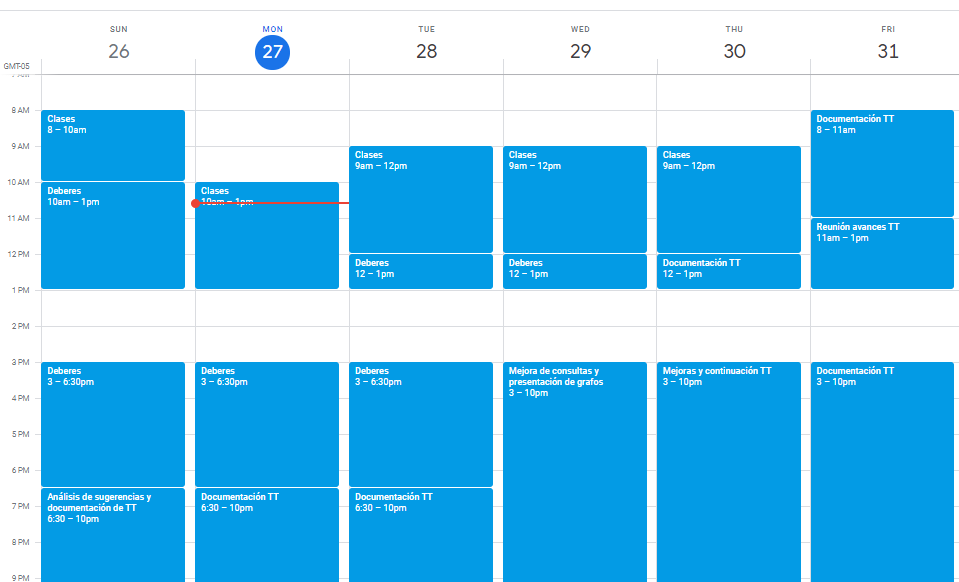 SUN
MON
TUE
WED
THU
FRI
26
27
28
29
30
31
GMT-05
8 AM
9 AM
10 AM
11 AM
12 PM
1 PM
2 PM
3 PM
4 PM
5 PM
6 PM
7 PM
8 PM
9 PM
Clases
8 – 10am
Deberes
10am – 1pm
Deberes
3 – 6:30pm
Análisis de sugerencias y
documentación de TT
6:30 – 10pm
Clases
10am – 1pm
Deberes
3 – 6:30pm
Documentación TT
6:30 – 10pm
Clases
9am – 12pm
Deberes
12 – 1pm
Deberes
3 – 6:30pm
Documentación TT
6:30 – 10pm
Clases
9am – 12pm
Deberes
12 – 1pm
Mejora de consultas y
presentación de grafos
3 – 10pm
Clases
9am – 12pm
Documentación TT
12 – 1pm
Mejoras y continuación TT
3 – 10pm
Documentación TT
8 – 11am
Reunión avances TT
11am – 1pm
Documentación TT
3 – 10pm